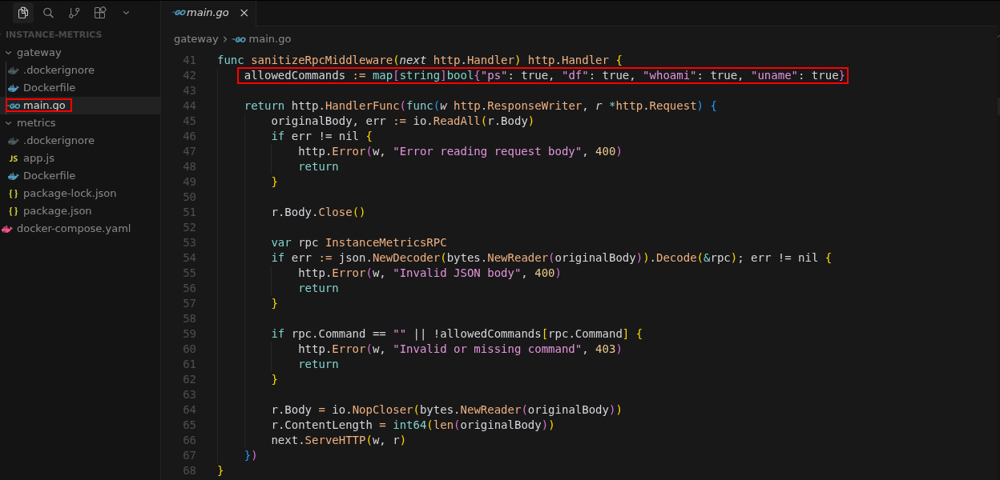 main.go
INSTANCE-METRICS
gateway
.dockerignore
Dockerfile
main.go
metrics
.dockerignore
JS app.js
Dockerfile
{} package-lock.json
{} package.json
docker-compose.yaml
gateway > main.go
41 func sanitizeRpcMiddleware(next http.Handler) http.Handler {
42     allowedCommands := map[string]bool{"ps": true, "df": true, "whoami": true, "uname": true}
43
44     return http.HandlerFunc(func(w http.ResponseWriter, r *http.Request) {
45         originalBody, err := io.ReadAll(r.Body)
46         if err != nil {
47             http.Error(w, "Error reading request body", 400)
48             return
49         }
50
51         r.Body.Close()
52
53         var rpc InstanceMetricsRPC
54         if err := json.NewDecoder(bytes.NewReader(originalBody)).Decode(&rpc); err != nil {
55             http.Error(w, "Invalid JSON body", 400)
56             return
57         }
58
59         if rpc.Command == "" || !allowedCommands[rpc.Command] {
60             http.Error(w, "Invalid or missing command", 403)
61             return
62         }
63
64         r.Body = io.NopCloser(bytes.NewReader(originalBody))
65         r.ContentLength = int64(len(originalBody))
66         next.ServeHTTP(w, r)
67     })
68 }